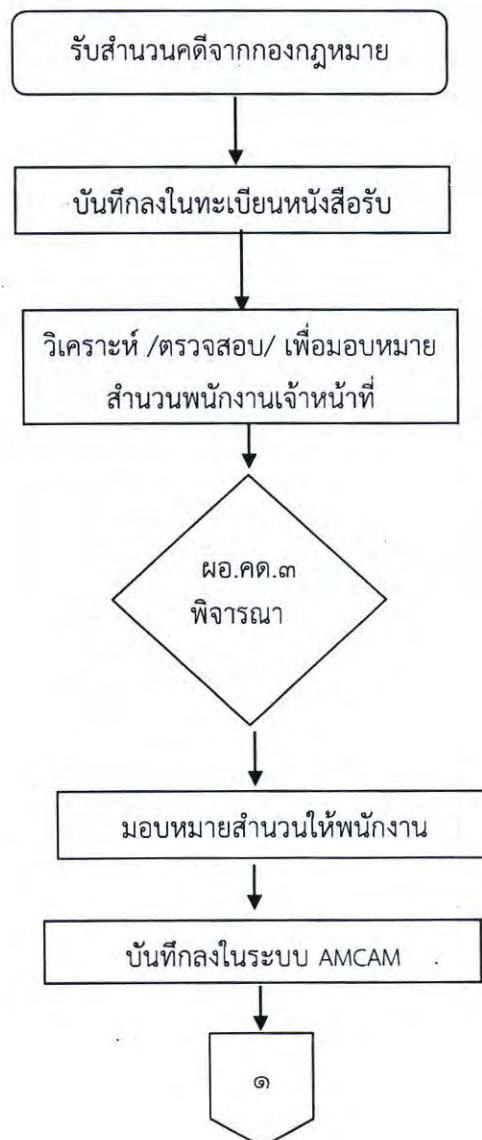 รับสำนวนคดีจากกองกฎหมาย
บันทึกลงในทะเบียนหนังสือรับ
วิเคราะห์ /ตรวจสอบ/ เพื่อมอบหมาย
สำนวนพนักงานเจ้าหน้าที่
ผอ.คด.๓
พิจารณา
มอบหมายสำนวนให้พนักงาน
บันทึกลงในระบบ AMCAM
๑